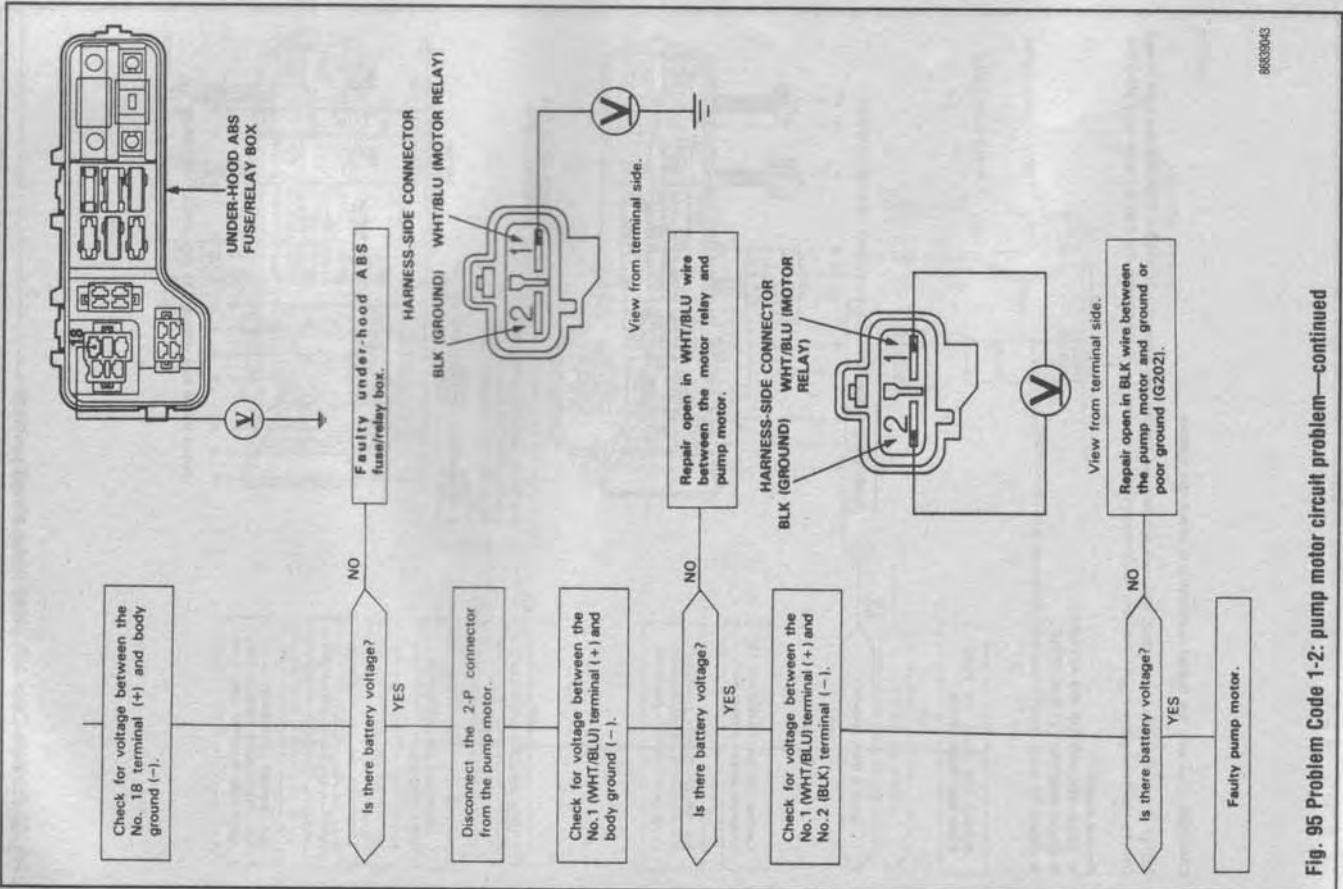 Check for voltage between the
No. 18 terminal (+) and body
ground (−).
18
V
UNDER-HOOD ABS
FUSE/RELAY BOX
Is there battery voltage?
NO
Faulty under-hood ABS
fuse/relay box.
YES
Disconnect the 2-P connector
from the pump motor.
HARNESS-SIDE CONNECTOR
BLK (GROUND) WHT/BLU (MOTOR RELAY)
2 1
V
View from terminal side.
Check for voltage between the
No.1 (WHT/BLU) terminal (+) and
body ground (−).
Is there battery voltage?
NO
Repair open in WHT/BLU wire
between the motor relay and
pump motor.
YES
Check for voltage between the
No.1 (WHT/BLU) terminal (+) and
No.2 (BLK) terminal (−).
HARNESS-SIDE CONNECTOR
BLK (GROUND) WHT/BLU (MOTOR
RELAY)
2 1
V
View from terminal side.
Is there battery voltage?
NO
Repair open in BLK wire between
the pump motor and ground or
poor ground (G202).
YES
Faulty pump motor.
86839043
Fig. 95 Problem Code 1-2: pump motor circuit problem—continued